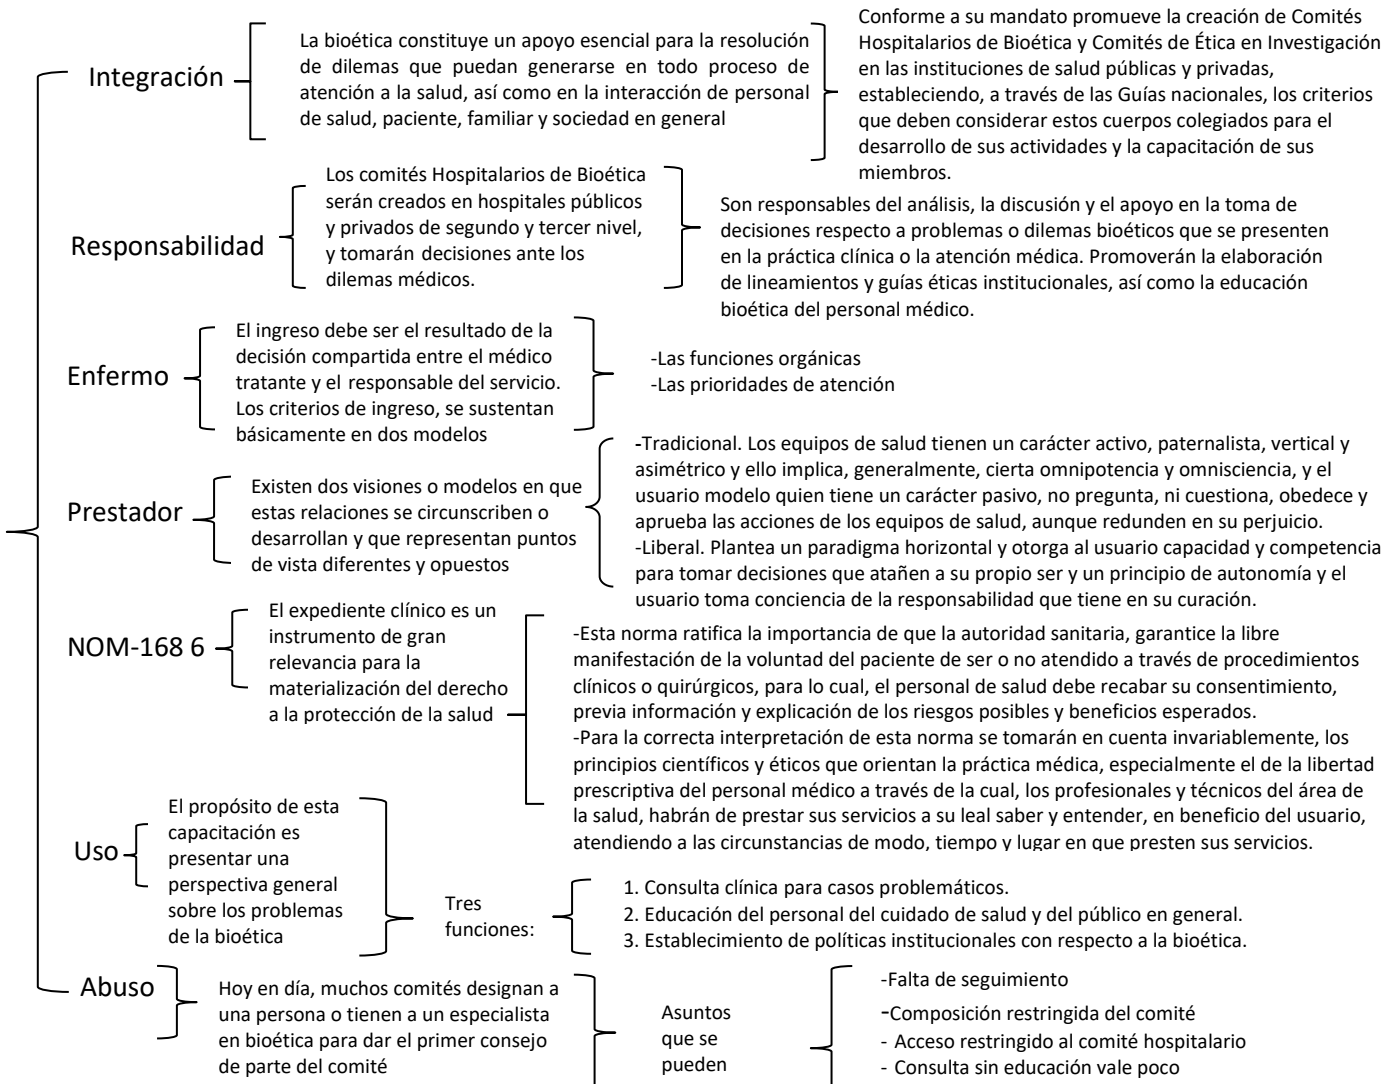 Integración
La bioética constituye un apoyo esencial para la resolución
de dilemas que puedan generarse en todo proceso de
atención a la salud, así como en la interacción de personal
de salud, paciente, familiar y sociedad en general
Conforme a su mandato promueve la creación de Comités
Hospitalarios de Bioética y Comités de Ética en Investigación
en las instituciones de salud públicas y privadas,
estableciendo, a través de las Guías nacionales, los criterios
que deben considerar estos cuerpos colegiados para el
desarrollo de sus actividades y la capacitación de sus
miembros.
Responsabilidad
Los comités Hospitalarios de Bioética
serán creados en hospitales públicos
y privados de segundo y tercer nivel,
y tomarán decisiones ante los
dilemas médicos.
Son responsables del análisis, la discusión y el apoyo en la toma de
decisiones respecto a problemas o dilemas bioéticos que se presenten
en la práctica clínica o la atención médica. Promoverán la elaboración
de lineamientos y guías éticas institucionales, así como la educación
bioética del personal médico.
Enfermo
El ingreso debe ser el resultado de la
decisión compartida entre el médico
tratante y el responsable del servicio.
Los criterios de ingreso, se sustentan
básicamente en dos modelos
-Las funciones orgánicas
-Las prioridades de atención
Prestador
Existen dos visiones o modelos en que
estas relaciones se circunscriben o
desarrollan y que representan puntos
de vista diferentes y opuestos
-Tradicional. Los equipos de salud tienen un carácter activo, paternalista, vertical y
asimétrico y ello implica, generalmente, cierta omnipotencia y omnisciencia, y el
usuario modelo quien tiene un carácter pasivo, no pregunta, ni cuestiona, obedece y
aprueba las acciones de los equipos de salud, aunque redunden en su perjuicio.
-Liberal. Plantea un paradigma horizontal y otorga al usuario capacidad y competencia
para tomar decisiones que atañen a su propio ser y un principio de autonomía y el
usuario toma conciencia de la responsabilidad que tiene en su curación.
NOM-168 6
El expediente clínico es un
instrumento de gran
relevancia para la
materialización del derecho
a la protección de la salud
-Esta norma ratifica la importancia de que la autoridad sanitaria, garantice la libre
manifestación de la voluntad del paciente de ser o no atendido a través de procedimientos
clínicos o quirúrgicos, para lo cual, el personal de salud debe recabar su consentimiento,
previa información y explicación de los riesgos posibles y beneficios esperados.
-Para la correcta interpretación de esta norma se tomarán en cuenta invariablemente, los
principios científicos y éticos que orientan la práctica médica, especialmente el de la libertad
prescriptiva del personal médico a través de la cual, los profesionales y técnicos del área de
la salud, habrán de prestar sus servicios a su leal saber y entender, en beneficio del usuario,
atendiendo a las circunstancias de modo, tiempo y lugar en que presten sus servicios.
Uso
El propósito de esta
capacitación es
presentar una
perspectiva general
sobre los problemas
de la bioética
Tres
funciones:
1. Consulta clínica para casos problemáticos.
2. Educación del personal del cuidado de salud y del público en general.
3. Establecimiento de políticas institucionales con respecto a la bioética.
Abuso
Hoy en día, muchos comités designan a
una persona o tienen a un especialista
en bioética para dar el primer consejo
de parte del comité
Asuntos
que se
pueden
-Falta de seguimiento
-Composición restringida del comité
- Acceso restringido al comité hospitalario
- Consulta sin educación vale poco